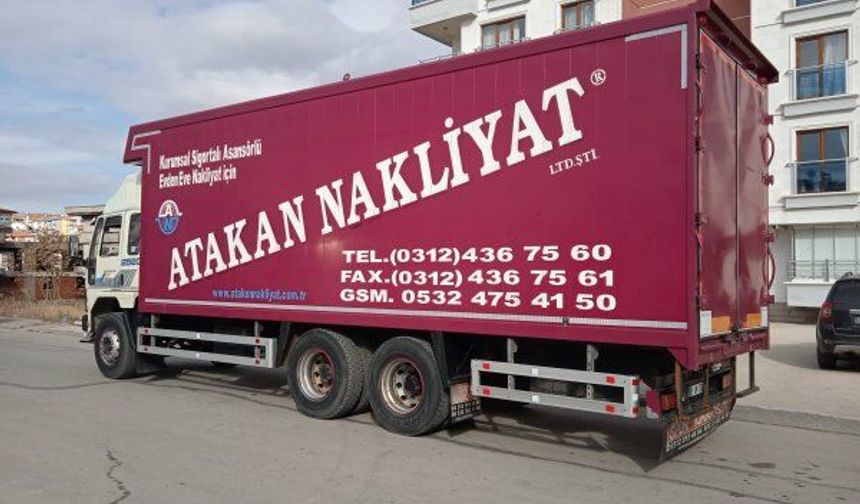 Kurumsal Sigortalı Asansörlü
Evden Eve Nakliyat için
ATAKAN NAKLİYAT ®
LTD.ŞTİ.
TEL.(0312)436 75 60
FAX.(0312) 436 75 61
GSM. 0532 475 41 50
www.atakannakliyat.com.tr